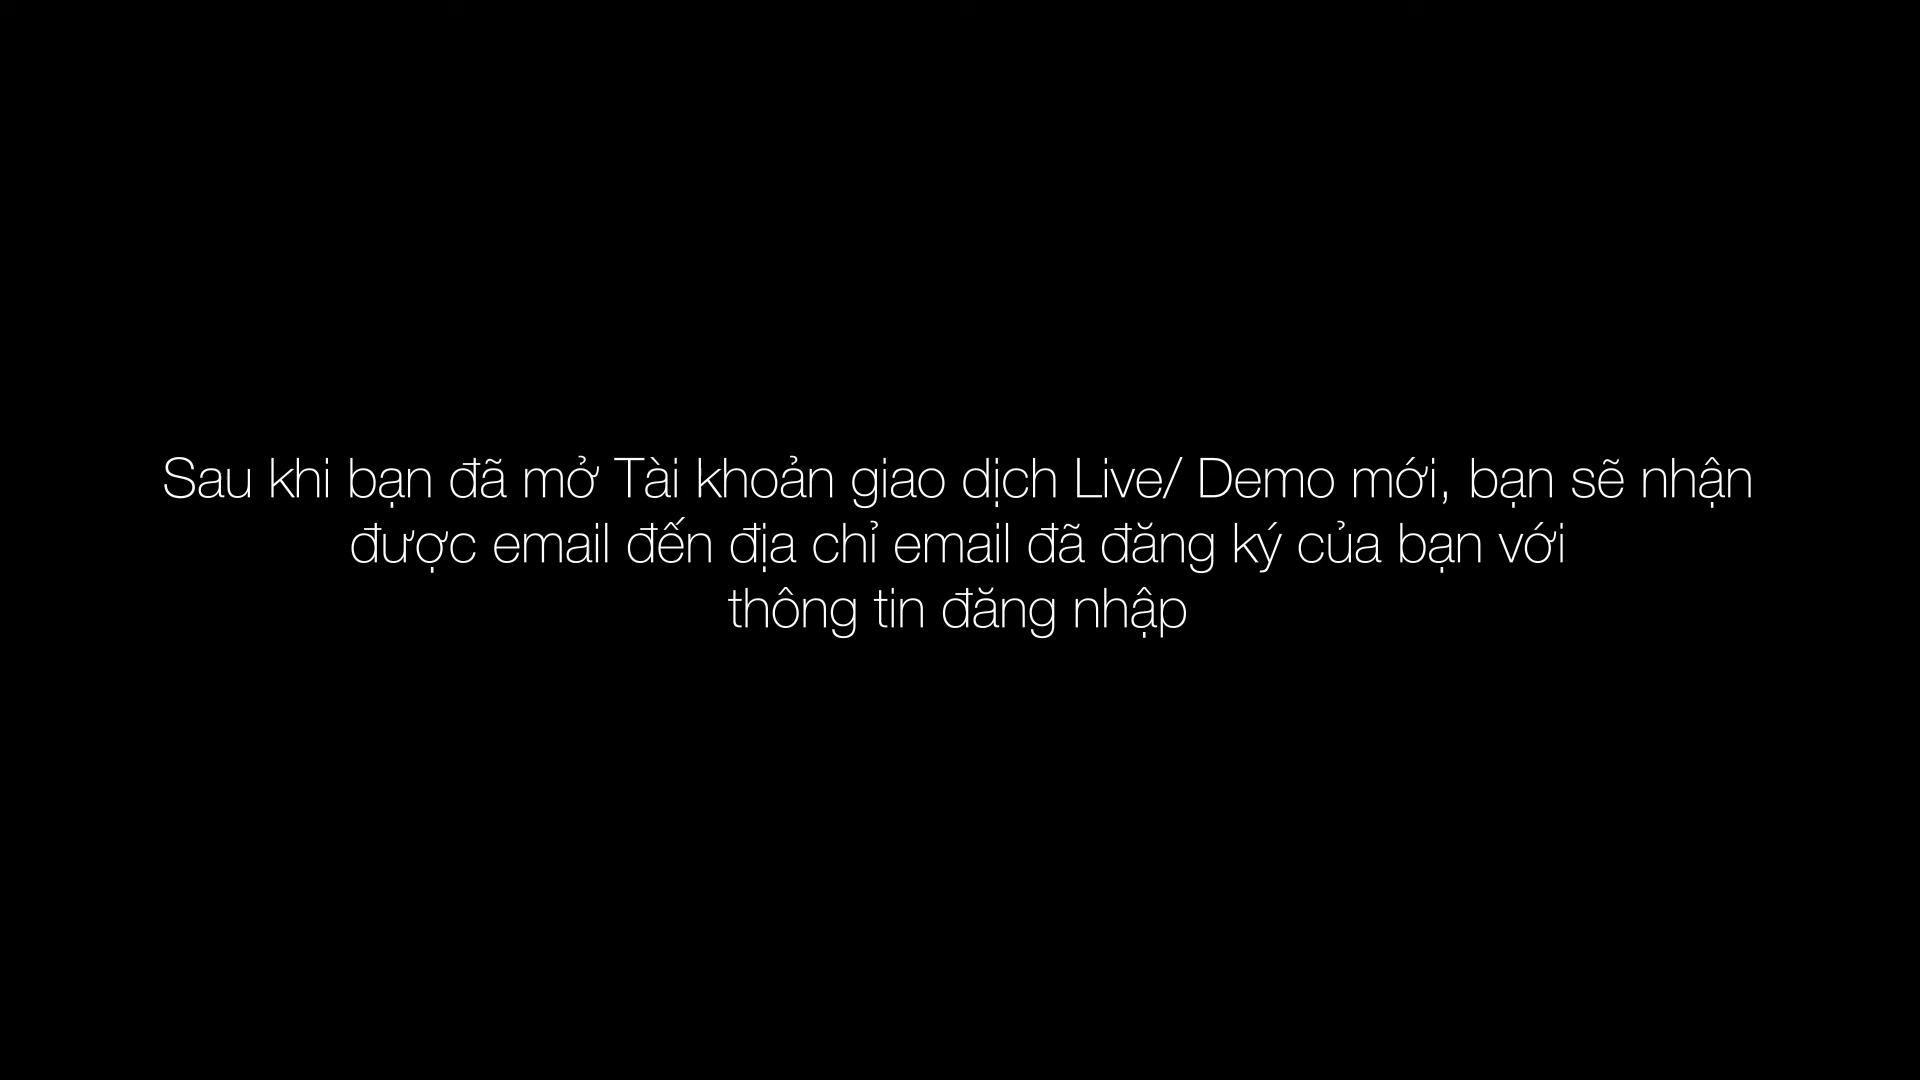 Sau khi bạn đã mở Tài khoản giao dịch Live/ Demo mới, bạn sẽ nhận
được email đến địa chỉ email đã đăng ký của bạn với
thông tin đăng nhập